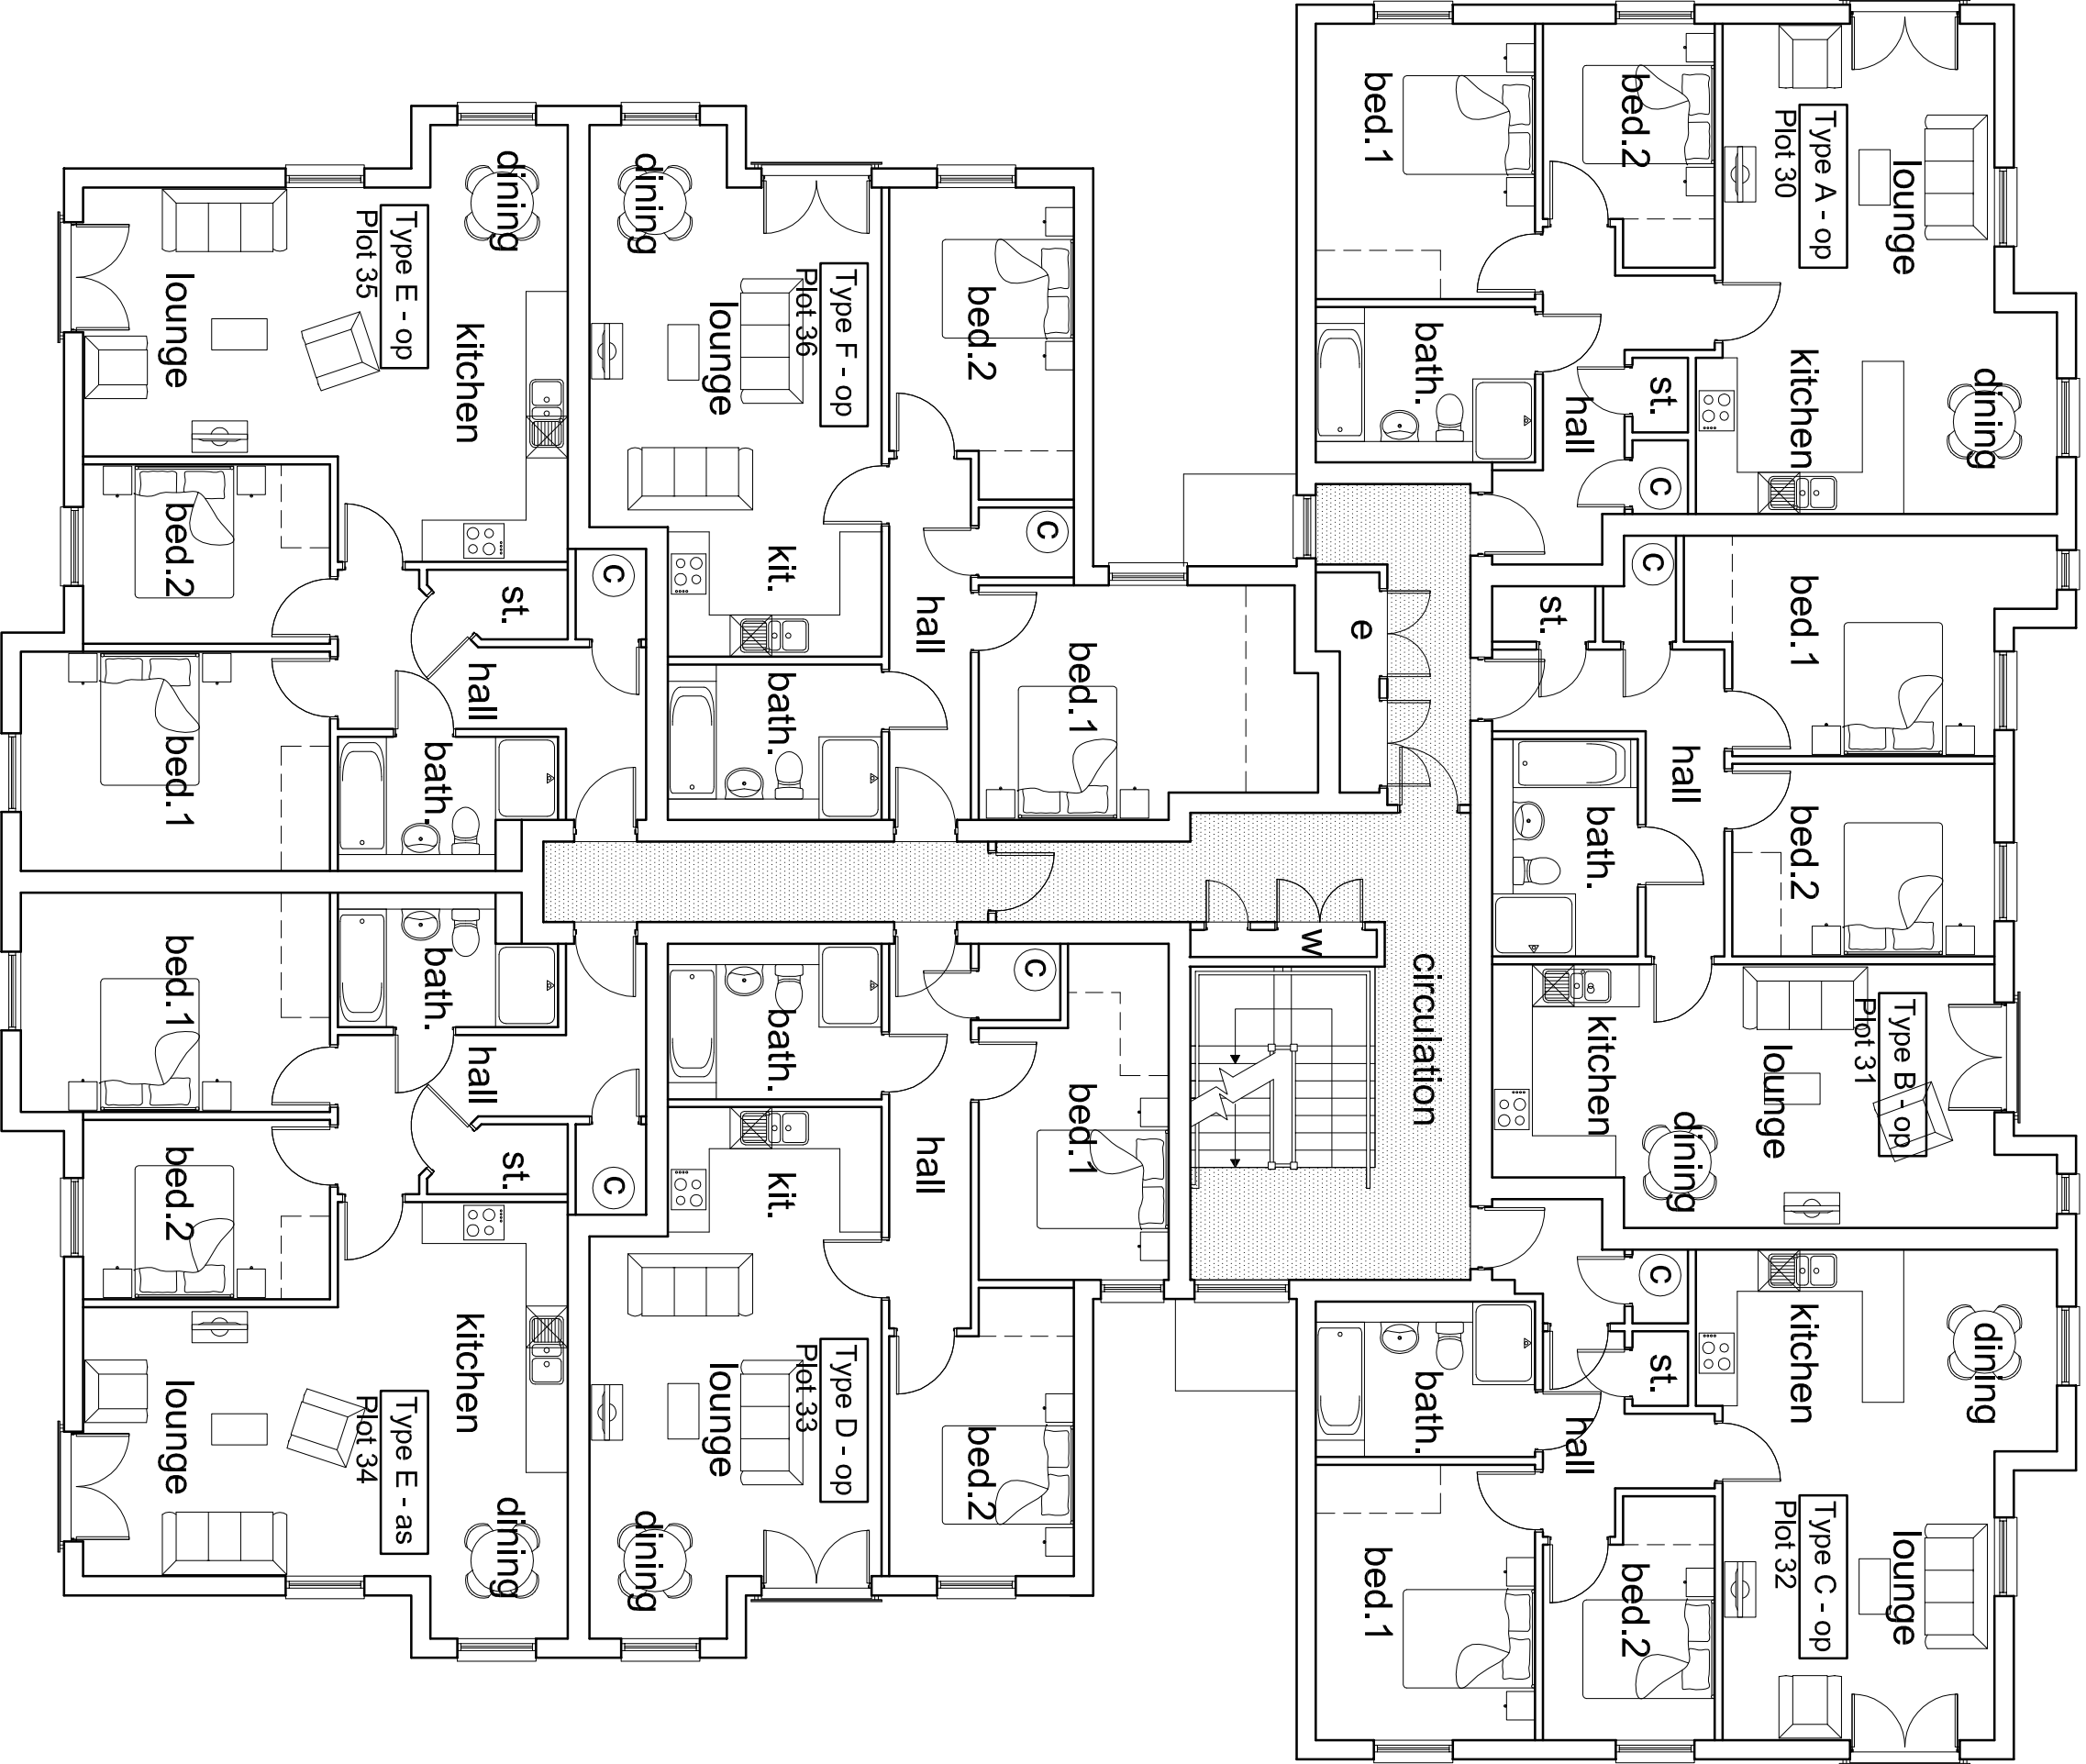 Type A - op
Plot 30
lounge
bed.2
bed.1
kitchen
dining
bath.
st.
hall
c
Type B - op
Plot 31
bed.1
bed.2
c
st.
hall
bath.
kitchen
lounge
dining
Type C - op
Plot 32
c
st.
kitchen
dining
hall
bath.
lounge
bed.2
bed.1
circulation
e
w
Type F - op
Plot 36
dining
lounge
bed.2
kit.
c
hall
bath.
bed.1
Type E - op
Plot 35
dining
lounge
kitchen
bed.2
c
st.
hall
bed.1
bath.
Type D - op
Plot 33
c
bath.
bed.1
hall
kit.
lounge
bed.2
dining
Type E - as
Plot 34
bed.1
bath.
hall
st.
c
bed.2
kitchen
lounge
dining